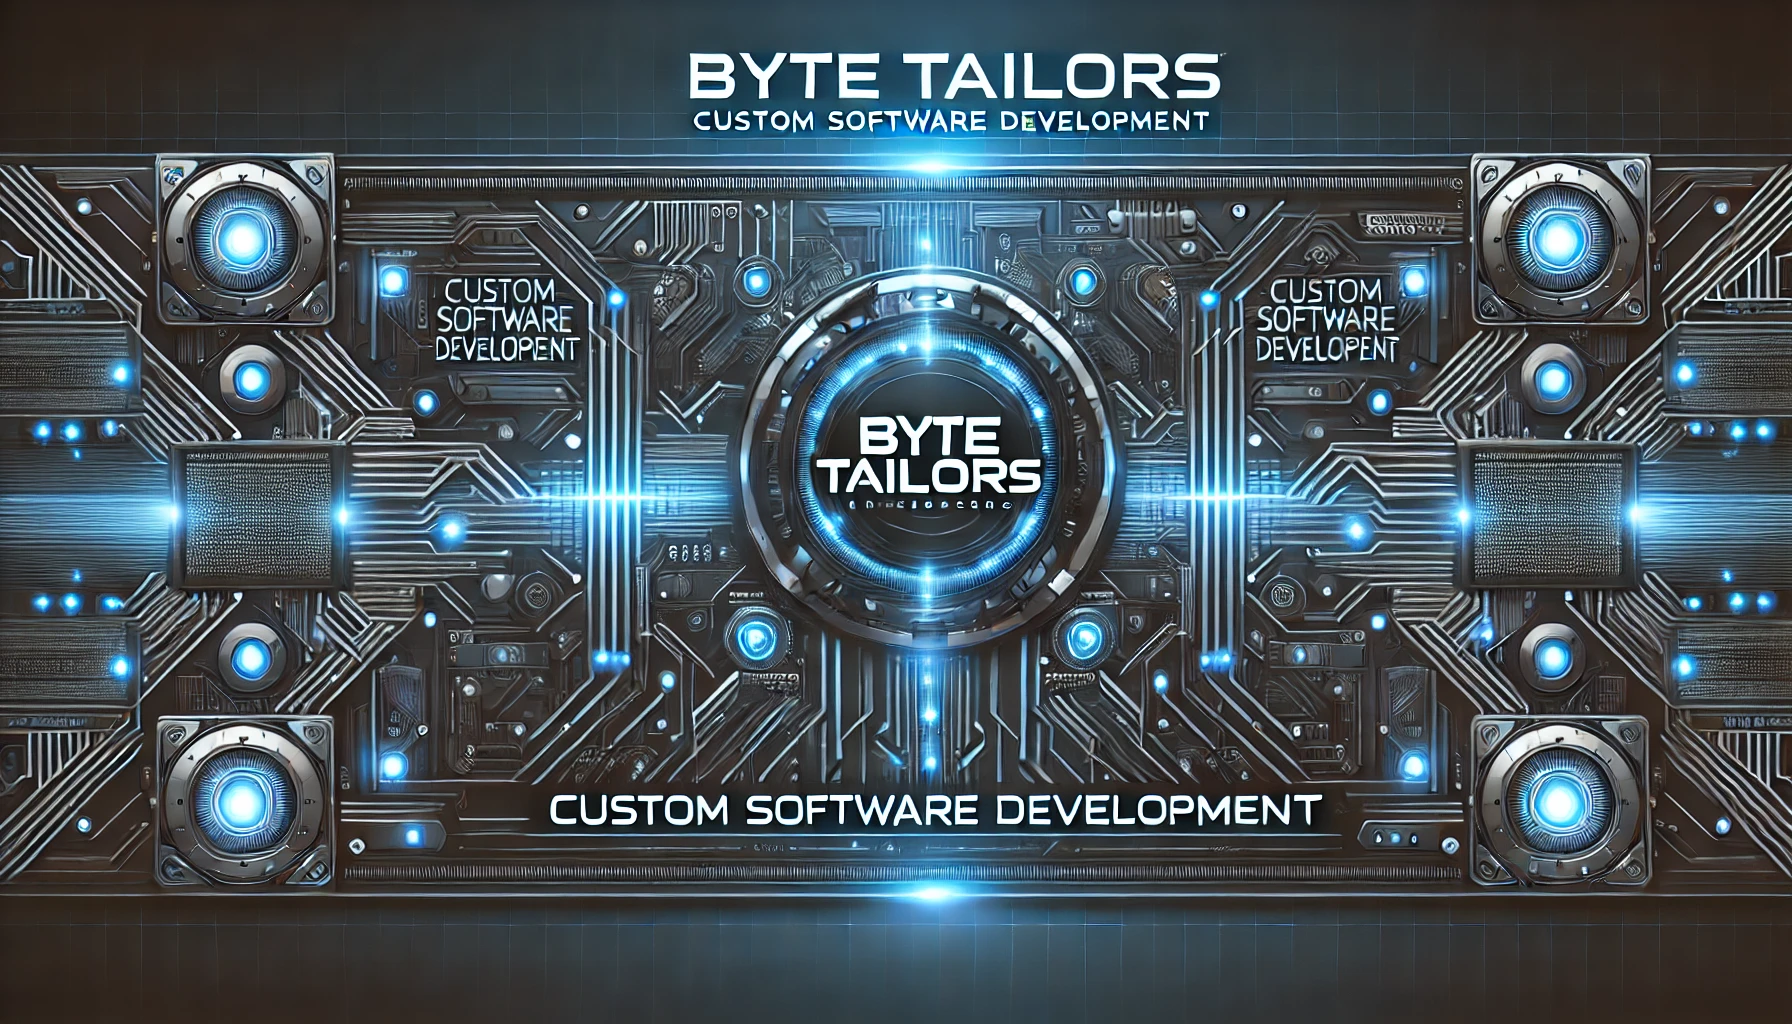 BYTE TAILORS
CUSTOM SOFTWARE DEVELOPMENT
CUSTOM
SOFTWARE
DEVELOPENT
CUSTOM
SOFTWARE
DEVELOPENT
BYTE
TAILORS
CUSTOM SOFTWARE DEVELOPMENT